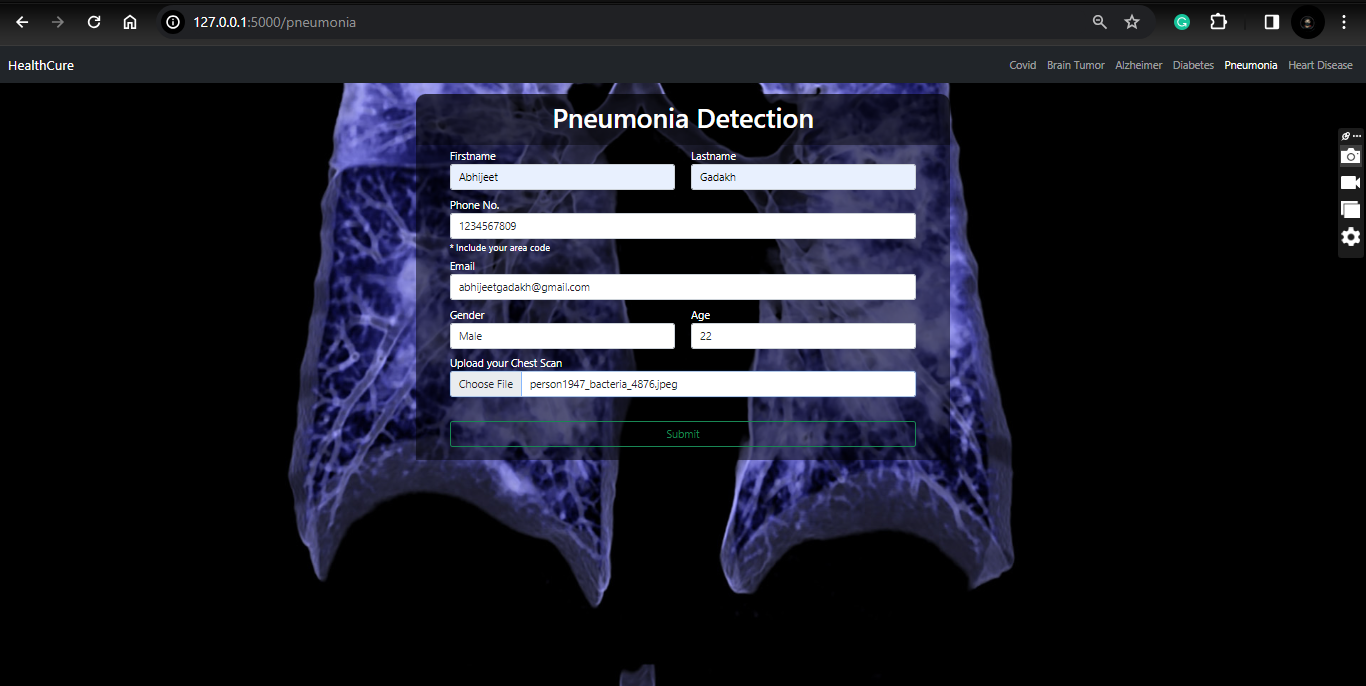 127.0.0.1:5000/pneumonia
HealthCure
Covid Brain Tumor Alzheimer Diabetes Pneumonia Heart Disease
Pneumonia Detection
Firstname Lastname
Abhijeet Gadakh
Phone No.
1234567809
* Include your area code
Email
abhijeetgadakh@gmail.com
Gender Age
Male 22
Upload your Chest Scan
Choose File person1947_bacteria_4876.jpeg
Submit